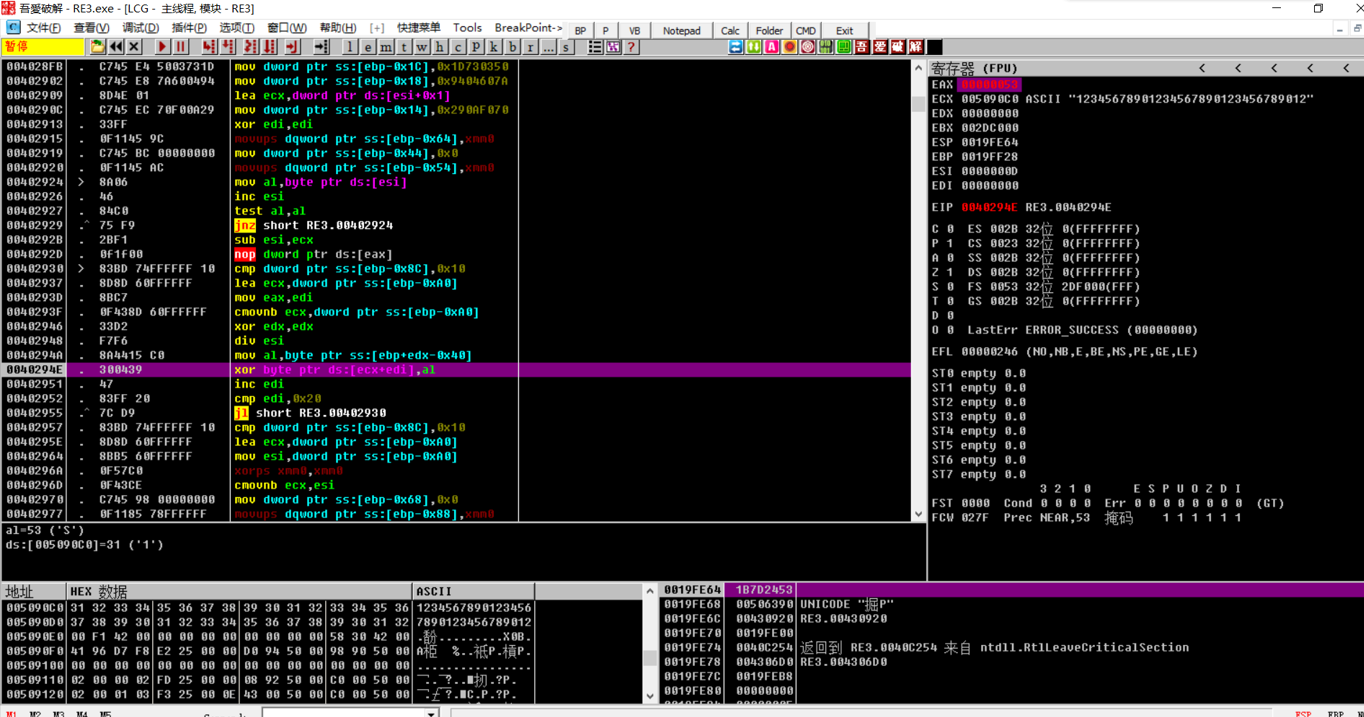 吾愛破解 - RE3.exe - [LCG - 主线程, 模块 - RE3]
文件(F) 查看(V) 调试(D) 插件(P) 选项(T) 窗口(W) 帮助(H) [+] 快捷菜单 Tools BreakPoint-> BP P VB Notepad Calc Folder CMD Exit
暂停 l e m t w h c p k b r ... s ? 吾 爱 破 解
004028FB . C745 E4 5003731D mov dword ptr ss:[ebp-0x1C],0x1D730350
00402902 . C745 E8 7A600494 mov dword ptr ss:[ebp-0x18],0x9404607A
00402909 . 8D4E 01 lea ecx,dword ptr ds:[esi+0x1]
0040290C . C745 EC 70F00A29 mov dword ptr ss:[ebp-0x14],0x290AF070
00402913 . 33FF xor edi,edi
00402915 . 0F1145 9C movups dqword ptr ss:[ebp-0x64],xmm0
00402919 . C745 BC 00000000 mov dword ptr ss:[ebp-0x44],0x0
00402920 . 0F1145 AC movups dqword ptr ss:[ebp-0x54],xmm0
00402924 > 8A06 mov al,byte ptr ds:[esi]
00402926 . 46 inc esi
00402927 . 84C0 test al,al
00402929 .^ 75 F9 jnz short RE3.00402924
0040292B . 2BF1 sub esi,ecx
0040292D . 0F1F00 nop dword ptr ds:[eax]
00402930 > 83BD 74FFFFFF 10 cmp dword ptr ss:[ebp-0x8C],0x10
00402937 . 8D8D 60FFFFFF lea ecx,dword ptr ss:[ebp-0xA0]
0040293D . 8BC7 mov eax,edi
0040293F . 0F438D 60FFFFFF cmovnb ecx,dword ptr ss:[ebp-0xA0]
00402946 . 33D2 xor edx,edx
00402948 . F7F6 div esi
0040294A . 8A4415 C0 mov al,byte ptr ss:[ebp+edx-0x40]
0040294E . 300439 xor byte ptr ds:[ecx+edi],al
00402951 . 47 inc edi
00402952 . 83FF 20 cmp edi,0x20
00402955 .^ 7C D9 jl short RE3.00402930
00402957 . 83BD 74FFFFFF 10 cmp dword ptr ss:[ebp-0x8C],0x10
0040295E . 8D8D 60FFFFFF lea ecx,dword ptr ss:[ebp-0xA0]
00402964 . 8BB5 60FFFFFF mov esi,dword ptr ss:[ebp-0xA0]
0040296A . 0F57C0 xorps xmm0,xmm0
0040296D . 0F43CE cmovnb ecx,esi
00402970 . C745 98 00000000 mov dword ptr ss:[ebp-0x68],0x0
00402977 . 0F1185 78FFFFFF movups dqword ptr ss:[ebp-0x88],xmm0
al=53 ('S')
ds:[005090C0]=31 ('1')
寄存器 (FPU) < < < < <
EAX 00000053
ECX 005090C0 ASCII "12345678901234567890123456789012"
EDX 00000000
EBX 002DC000
ESP 0019FE64
EBP 0019FF28
ESI 0000000D
EDI 00000000
EIP 0040294E RE3.0040294E
C 0 ES 002B 32位 0(FFFFFFFF)
P 1 CS 0023 32位 0(FFFFFFFF)
A 0 SS 002B 32位 0(FFFFFFFF)
Z 1 DS 002B 32位 0(FFFFFFFF)
S 0 FS 0053 32位 2DF000(FFF)
T 0 GS 002B 32位 0(FFFFFFFF)
D 0
O 0 LastErr ERROR_SUCCESS (00000000)
EFL 00000246 (NO,NB,E,BE,NS,PE,GE,LE)
ST0 empty 0.0
ST1 empty 0.0
ST2 empty 0.0
ST3 empty 0.0
ST4 empty 0.0
ST5 empty 0.0
ST6 empty 0.0
ST7 empty 0.0
3 2 1 0 E S P U O Z D I
FST 0000 Cond 0 0 0 0 Err 0 0 0 0 0 0 0 0 (GT)
FCW 027F Prec NEAR,53 掩码 1 1 1 1 1 1
地址 HEX 数据 ASCII
005090C0 31 32 33 34 35 36 37 38 39 30 31 32 33 34 35 36 1234567890123456
005090D0 37 38 39 30 31 32 33 34 35 36 37 38 39 30 31 32 7890123456789012
005090E0 00 F1 42 00 00 00 00 00 00 00 00 00 58 30 42 00 .馚.........X0B.
005090F0 41 96 D7 F8 E2 25 00 00 D0 94 50 00 98 90 50 00
00509100 00 00 00 00 00 00 00 00 00 00 00 00 00 00 00 00 ................
00509110 02 00 00 02 FD 25 00 00 08 92 50 00 C0 00 50 00
00509120 02 00 01 03 F3 25 00 0E 43 00 50 00 C0 00 50 00
0019FE64 1B7D2453
0019FE68 00506390 UNICODE "掘P"
0019FE6C 00430920 RE3.00430920
0019FE70 0019FE00
0019FE74 0040C254 返回到 RE3.0040C254 来自 ntdll.RtlLeaveCriticalSection
0019FE78 004306D0 RE3.004306D0
0019FE7C 0019FEB8
0019FE80 00000000
M1 M2 M3 M4 M5
ESP EBP